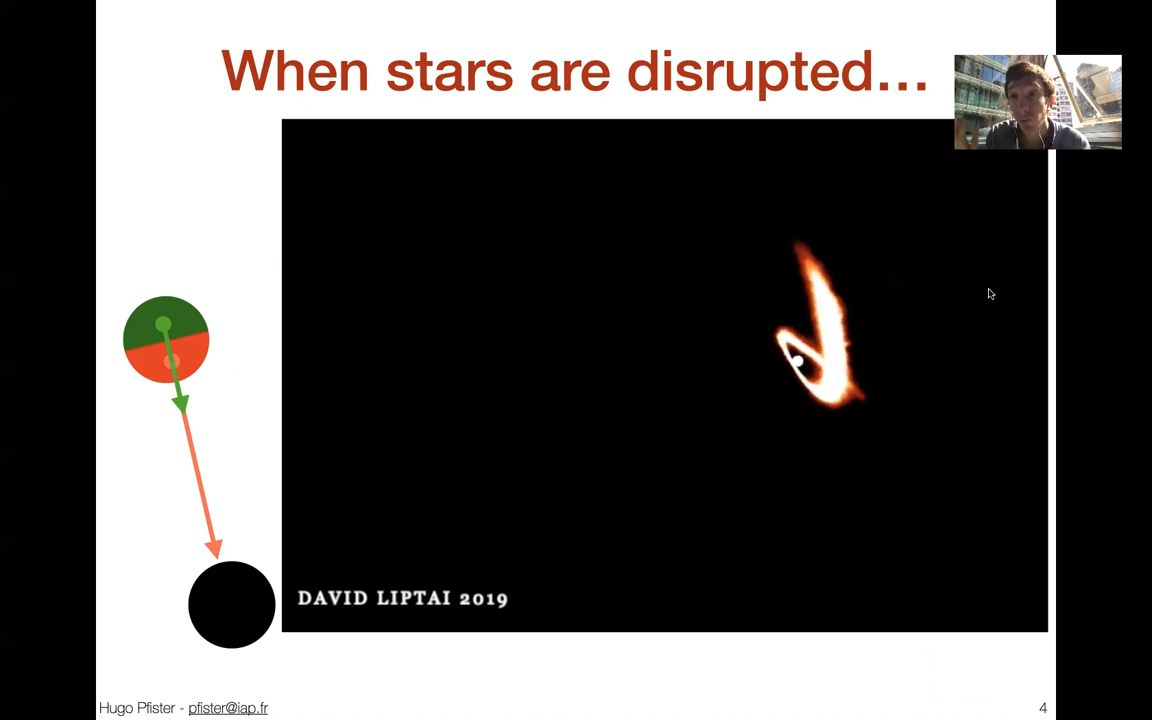 When stars are disrupted…
DAVID LIPTAI 2019
Hugo Pfister - pfister@iap.fr
4